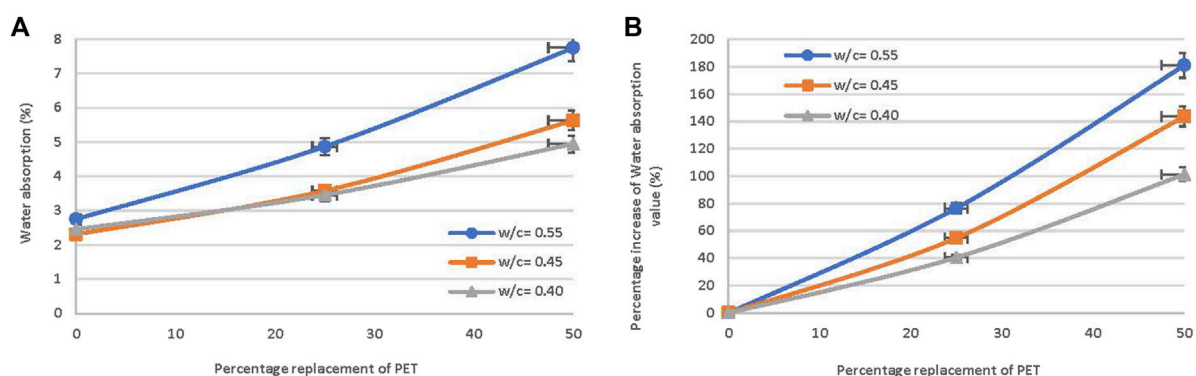 A
8
7
6
5
4
3
2
1
0
Water absorption (%)
w/c= 0.55
w/c= 0.45
w/c= 0.40
0 10 20 30 40 50
Percentage replacement of PET
B
200
180
160
140
120
100
80
60
40
20
0
Percentage increase of Water absorption
value (%)
w/c= 0.55
w/c= 0.45
w/c= 0.40
0 10 20 30 40 50
Percentage replacement of PET